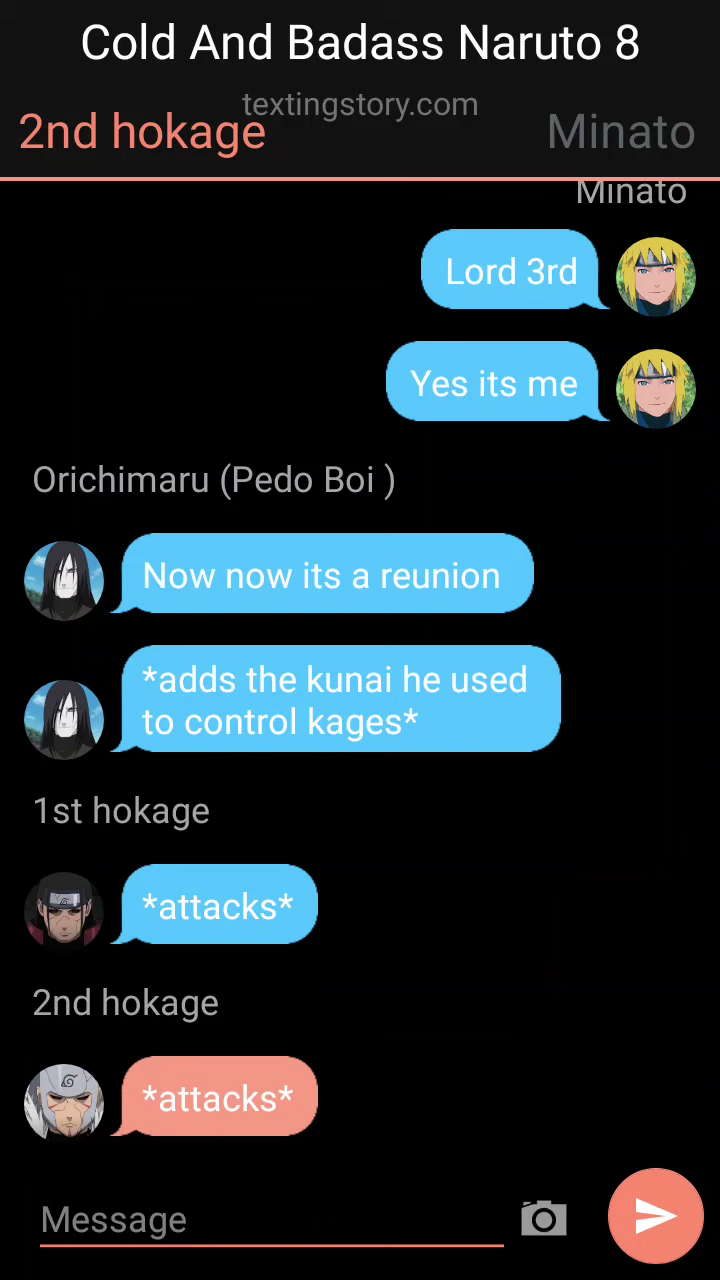 Cold And Badass Naruto 8
textingstory.com
2nd hokage
Minato
Minato
Lord 3rd
Yes its me
Orichimaru (Pedo Boi )
Now now its a reunion
*adds the kunai he used
to control kages*
1st hokage
*attacks*
2nd hokage
*attacks*
Message